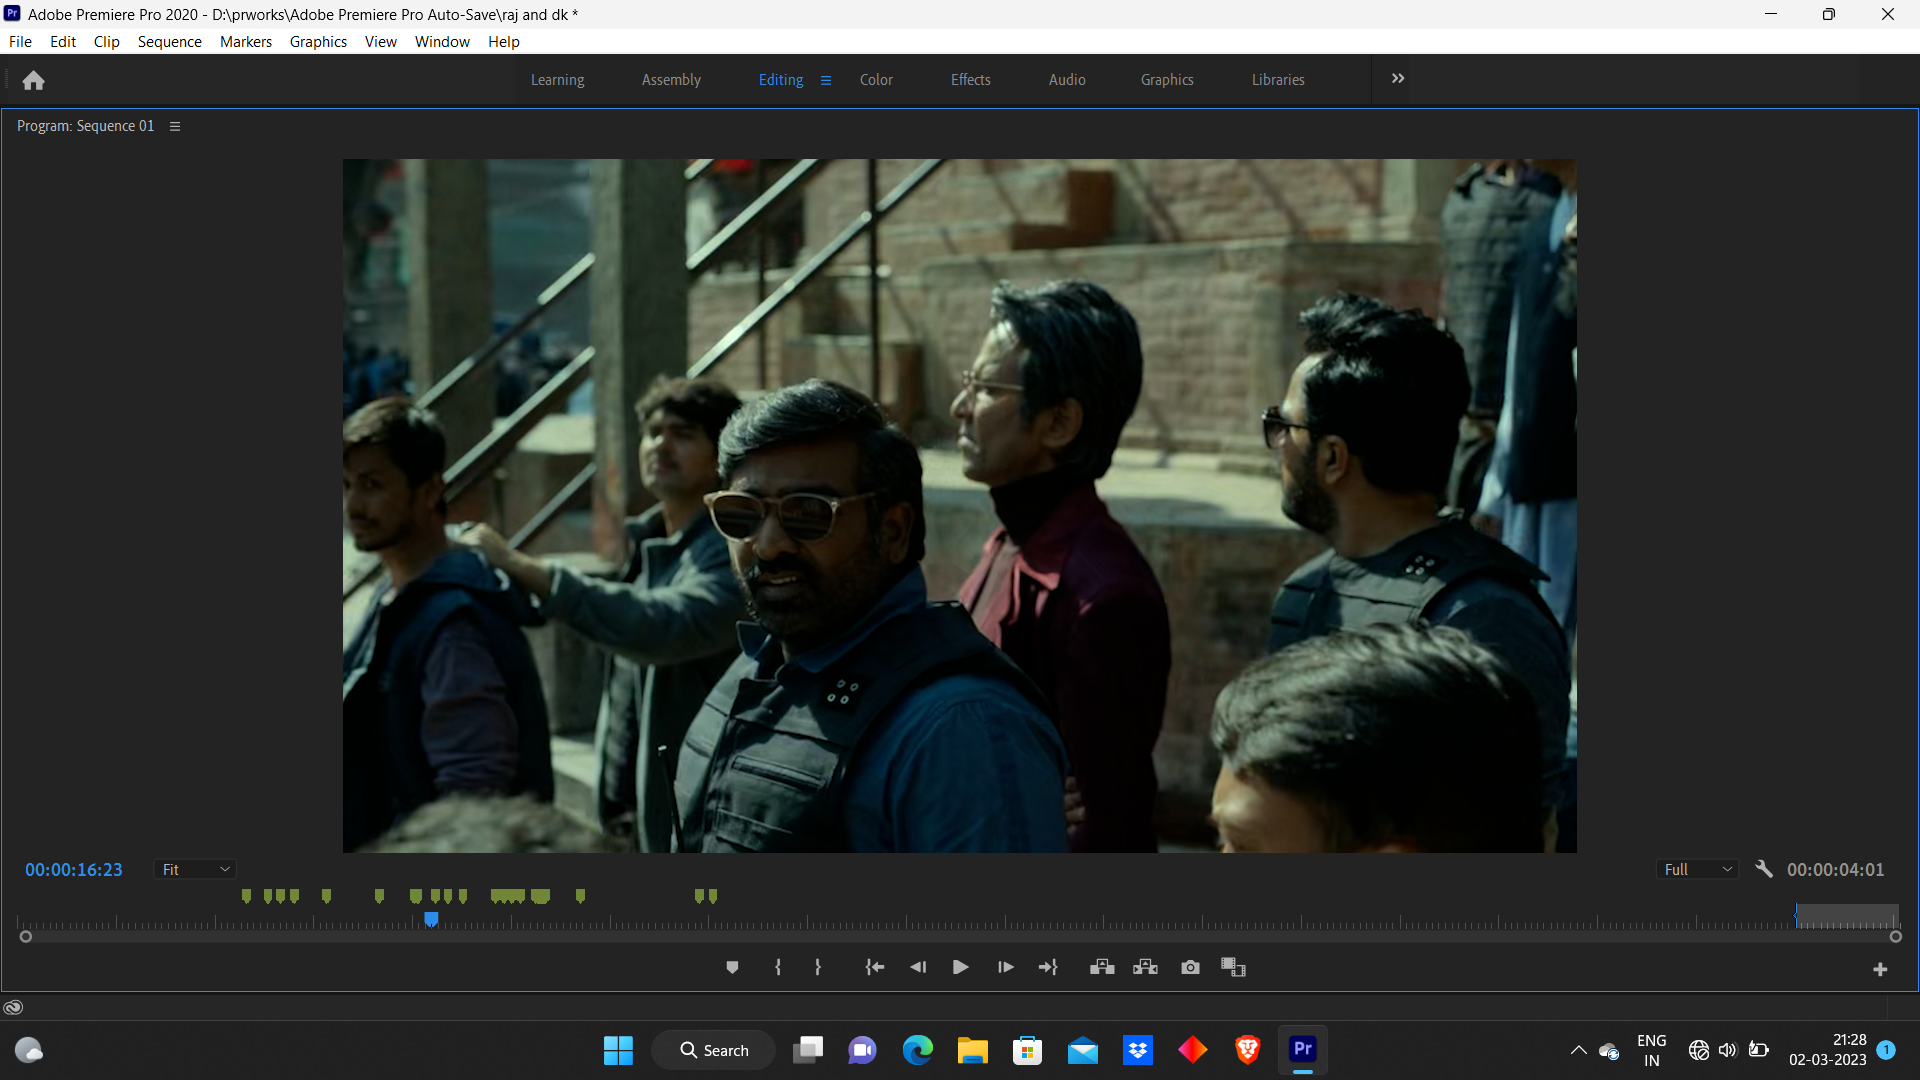 Pr Adobe Premiere Pro 2020 - D:\prworks\Adobe Premiere Pro Auto-Save\raj and dk *
File Edit Clip Sequence Markers Graphics View Window Help
Learning Assembly Editing Color Effects Audio Graphics Libraries
Program: Sequence 01
00:00:16:23 Fit Full 00:00:04:01
Search Pr
ENG
IN
21:28
02-03-2023 1